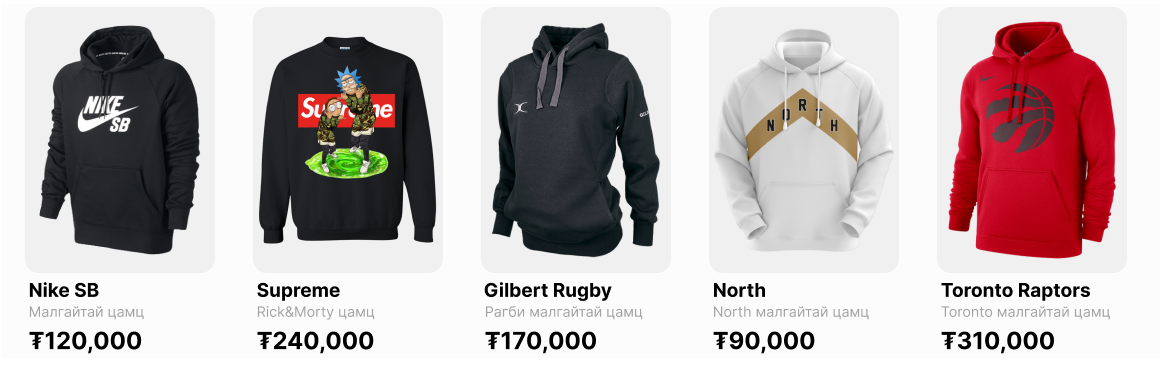 NIKE
SB
Supreme
NORTH
Nike SB
Малгайтай цамц
₮120,000
Supreme
Rick&Morty цамц
₮240,000
Gilbert Rugby
Рагби малгайтай цамц
₮170,000
North
North малгайтай цамц
₮90,000
Toronto Raptors
Toronto малгайтай цамц
₮310,000